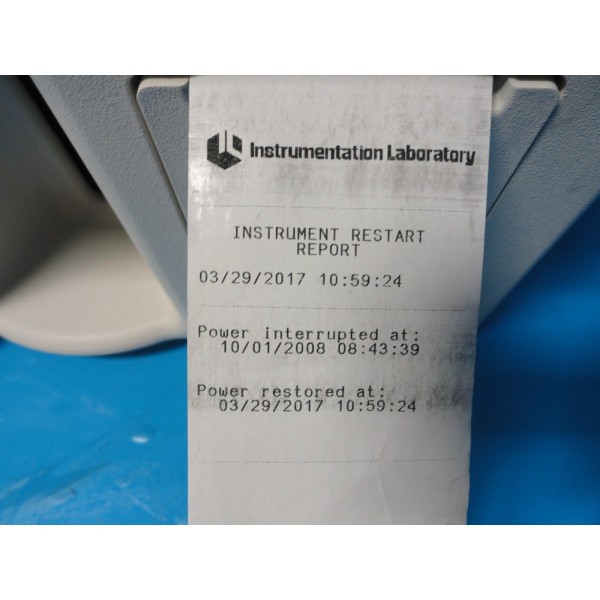 Instrumentation Laboratory
INSTRUMENT RESTART
REPORT
03/29/2017 10:59:24
Power interrupted at:
10/01/2008 08:43:39
Power restored at:
03/29/2017 10:59:24